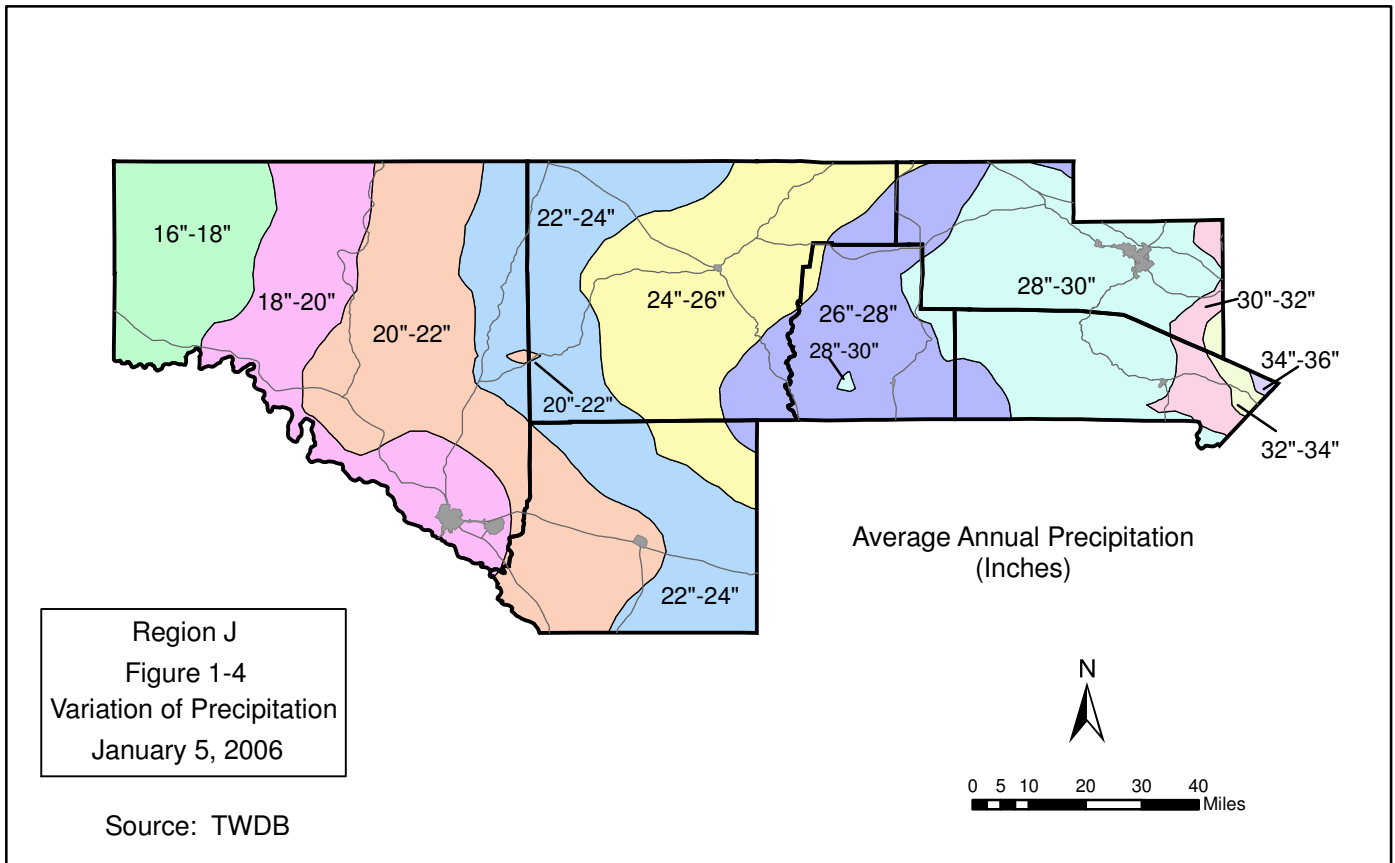 16"-18"
18"-20"
20"-22"
22"-24"
20"-22"
24"-26"
26"-28"
28"-30"
28"-30"
30"-32"
34"-36"
32"-34"
22"-24"
Average Annual Precipitation
(Inches)
Region J
Figure 1-4
Variation of Precipitation
January 5, 2006
Source: TWDB
N
0 5 10 20 30 40
Miles